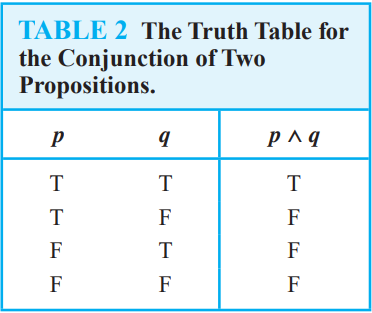 TABLE 2 The Truth Table for
the Conjunction of Two
Propositions.
p q p ∧ q
T T T
T F F
F T F
F F F